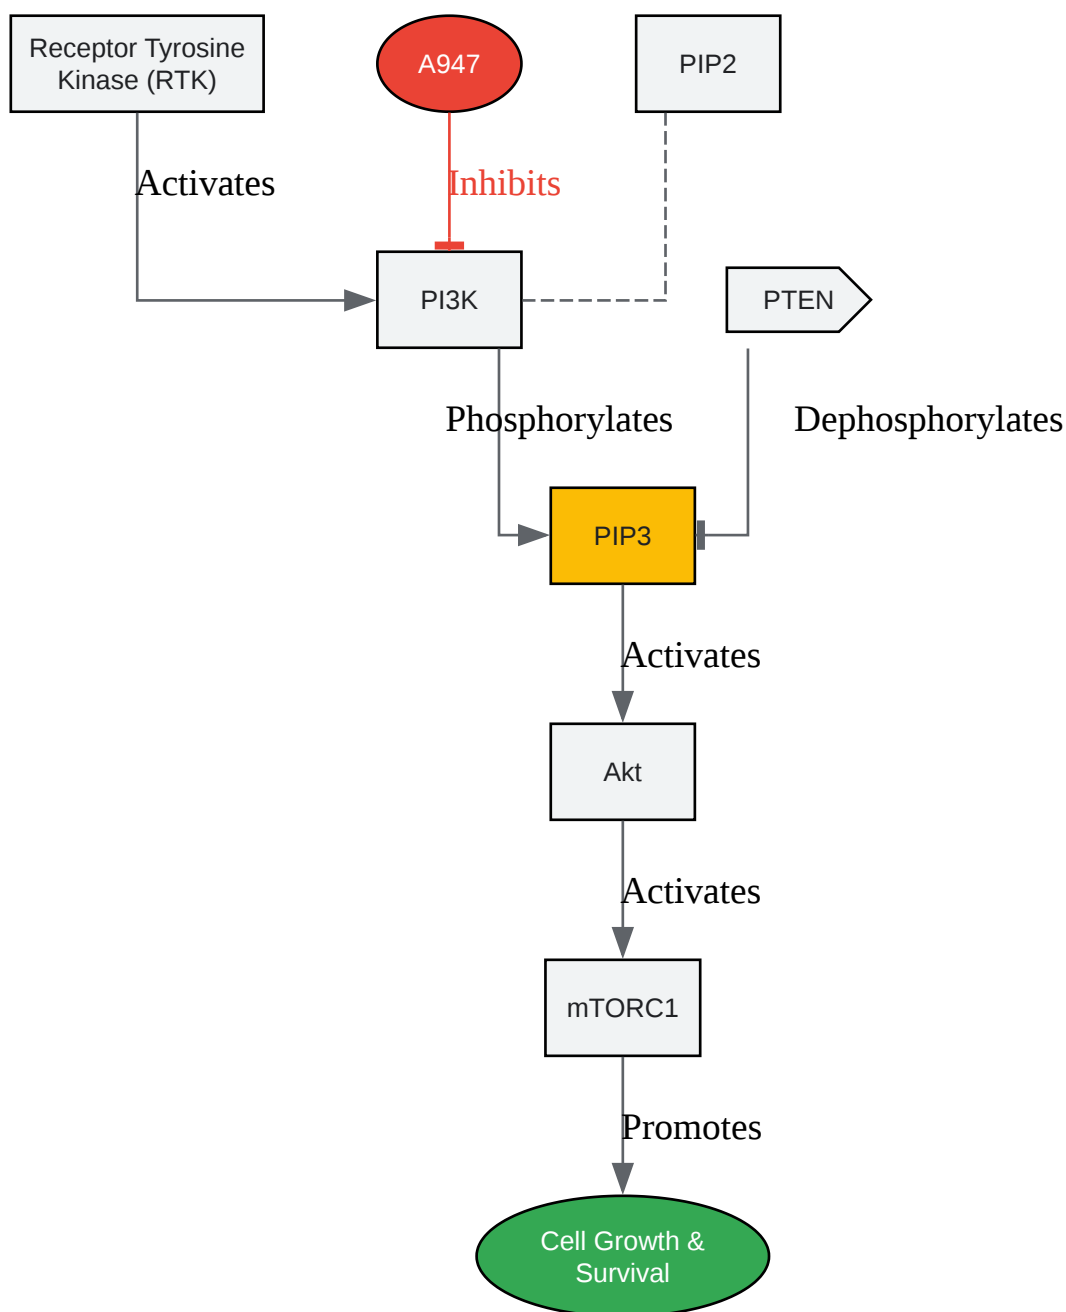 Receptor Tyrosine
Kinase (RTK)
A947
PIP2
Activates
Inhibits
PI3K
PTEN
Phosphorylates
Dephosphorylates
PIP3
Activates
Akt
Activates
mTORC1
Promotes
Cell Growth &
Survival